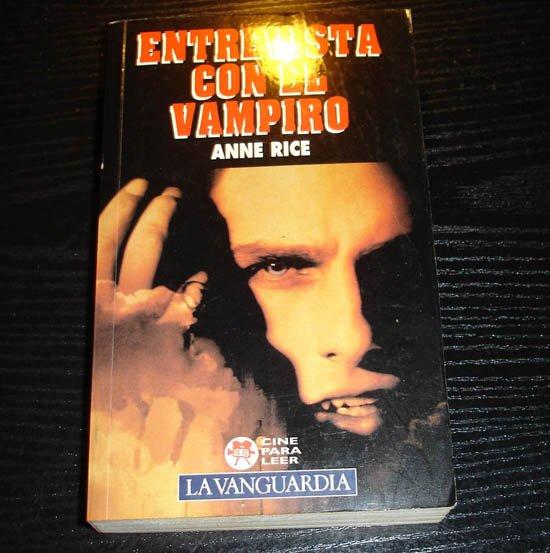 ENTREVISTA
CON EL
VAMPIRO
ANNE RICE
CINE
PARA
LEER
LA VANGUARDIA